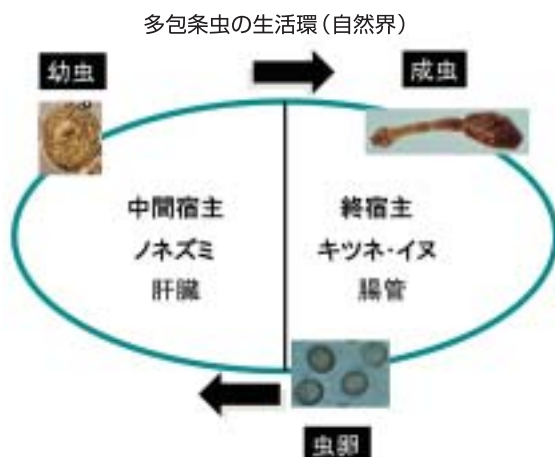 多包条虫の生活環(自然界)
幼虫
成虫
中間宿主
ノネズミ
肝臓
終宿主
キツネ・イヌ
腸管
虫卵